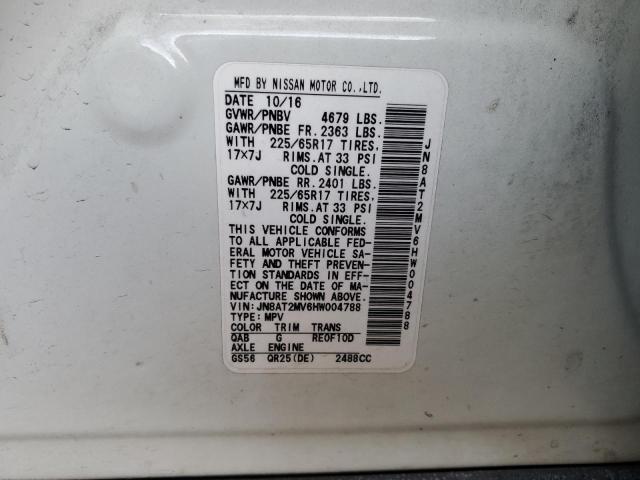 MFD BY NISSAN MOTOR CO.,LTD.
DATE 10/16
GVWR/PNBV 4679 LBS.
GAWR/PNBE FR. 2363 LBS.
WITH 225/65R17 TIRES,
17×7J RIMS.AT 33 PSI
COLD SINGLE.
GAWR/PNBE RR. 2401 LBS.
WITH 225/65R17 TIRES,
17×7J RIMS.AT 33 PSI
COLD SINGLE.
THIS VEHICLE CONFORMS
TO ALL APPLICABLE FED-
ERAL MOTOR VEHICLE SA-
FETY AND THEFT PREVEN-
TION STANDARDS IN EFF-
ECT ON THE DATE OF MA-
NUFACTURE SHOWN ABOVE.
VIN: JN8AT2MV6HW004788
TYPE: MPV
COLOR TRIM TRANS
QAB G RE0F10D
AXLE ENGINE
GS56 QR25(DE) 2488CC
JN8AT2MV6HW004788